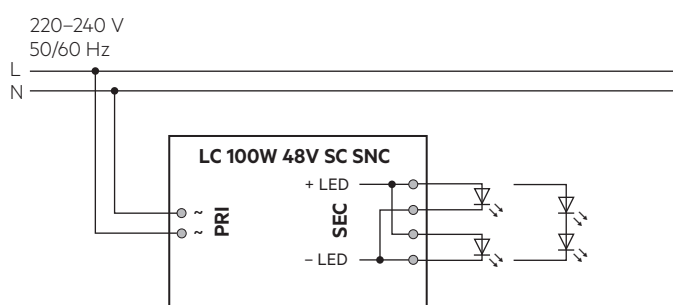 220–240 V
50/60 Hz
L
N
LC 100W 48V SC SNC
+ LED
~
PRI
SEC
~
– LED